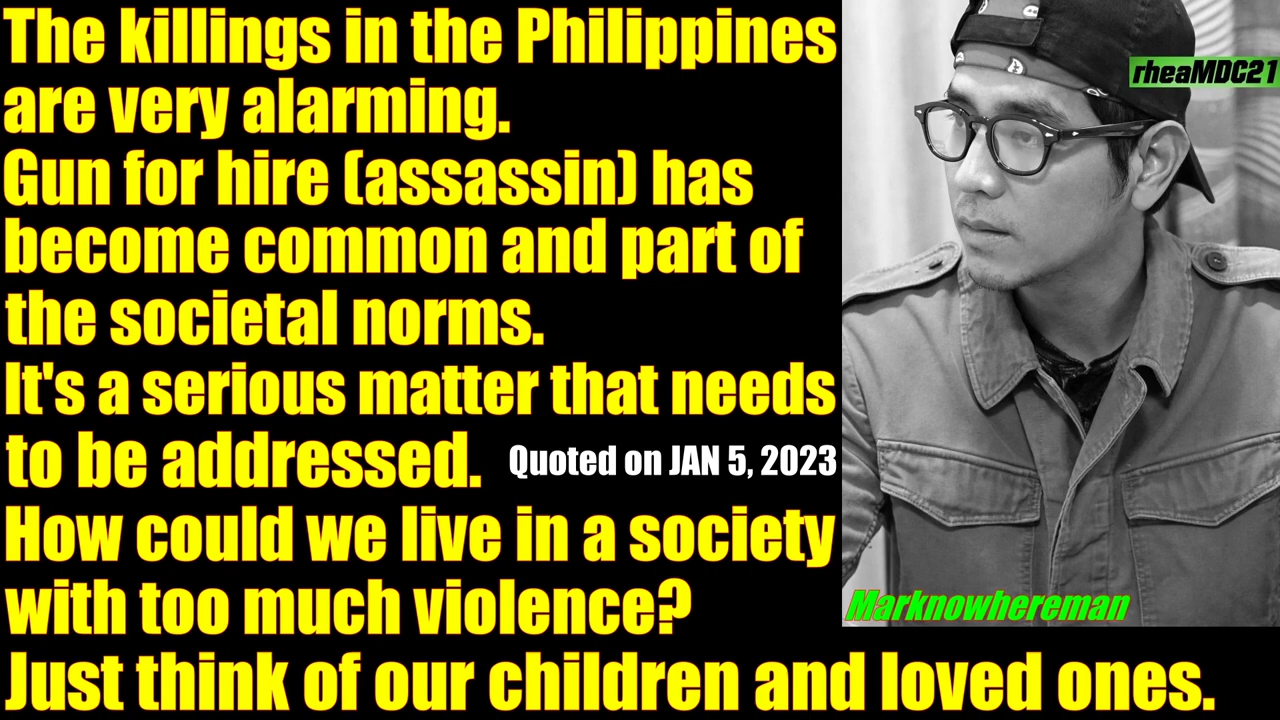 The killings in the Philippines
are very alarming.
Gun for hire (assassin) has
become common and part of
the societal norms.
It's a serious matter that needs
to be addressed.
Quoted on JAN 5, 2023
How could we live in a society
with too much violence?
Just think of our children and loved ones.
rheaMDC21
Marknowhereman